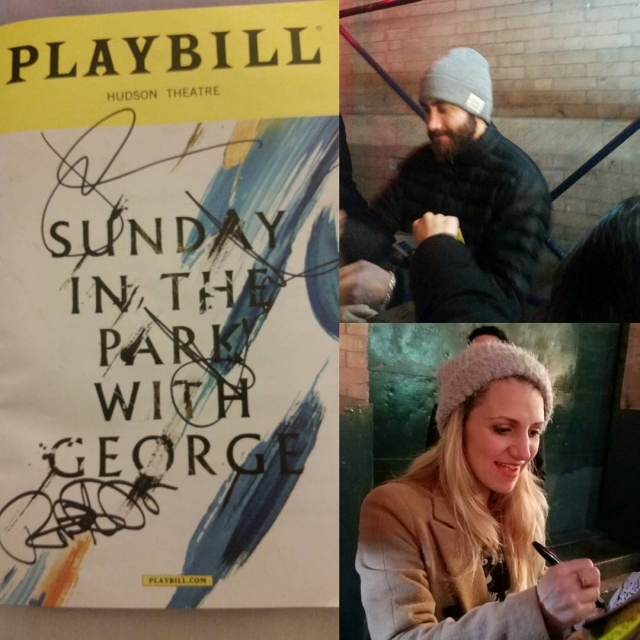 PLAYBILL
HUDSON THEATRE
SUNDAY
IN THE
PARK
WITH
GEORGE
PLAYBILL.COM